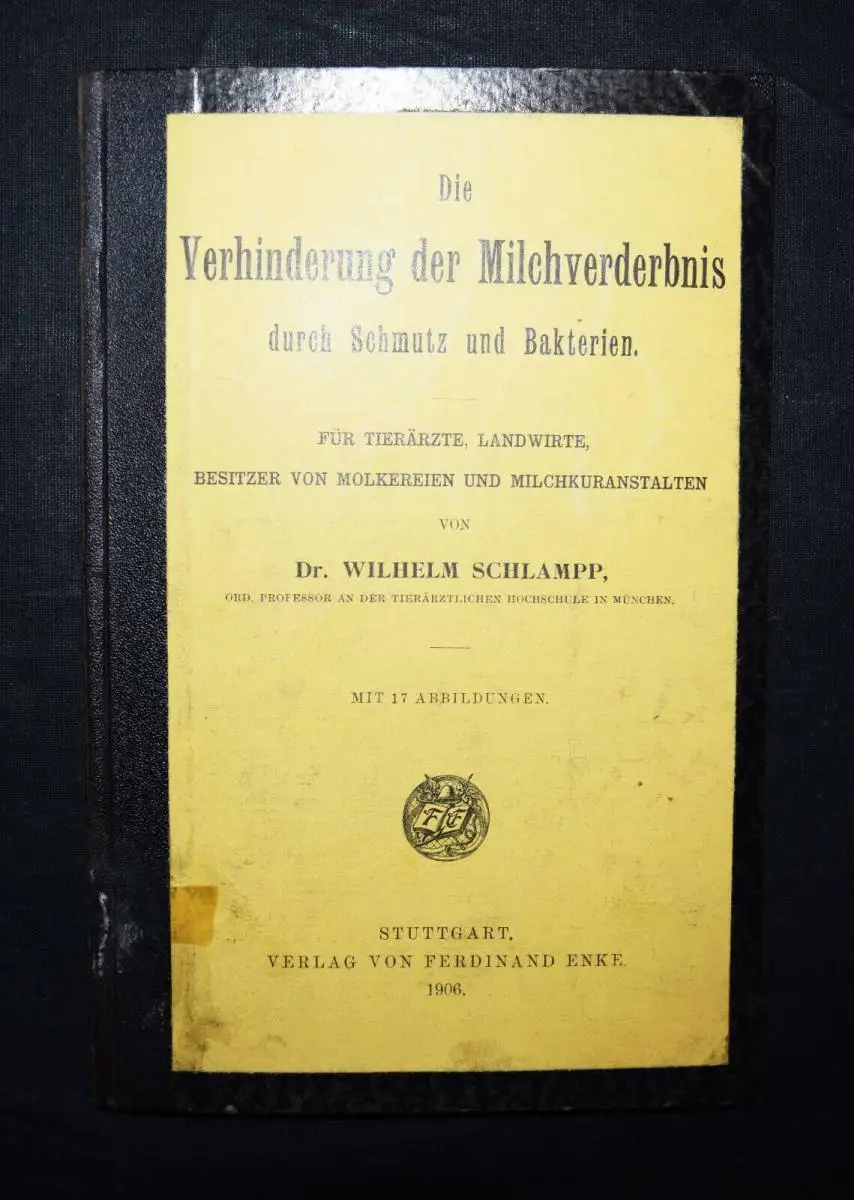 Die
Verhinderung der Milchverderbnis
durch Schmutz und Bakterien.
FÜR TIERÄRZTE, LANDWIRTE,
BESITZER VON MOLKEREIEN UND MILCHKURANSTALTEN
VON
Dr. WILHELM SCHLAMPP,
ORD. PROFESSOR AN DER TIERÄRZTLICHEN HOCHSCHULE IN MÜNCHEN.
MIT 17 ABBILDUNGEN.
F E
STUTTGART.
VERLAG VON FERDINAND ENKE.
1906.